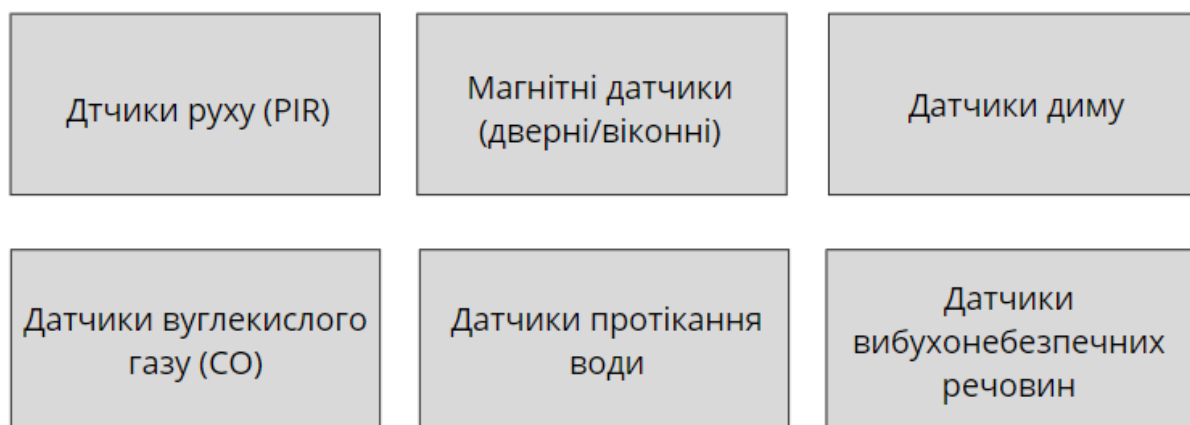 Дтчики руху (PIR)
Магнітні датчики
(дверні/віконні)
Датчики диму
Датчики вуглекислого
газу (CO)
Датчики протікання
води
Датчики
вибухонебезпечних
речовин